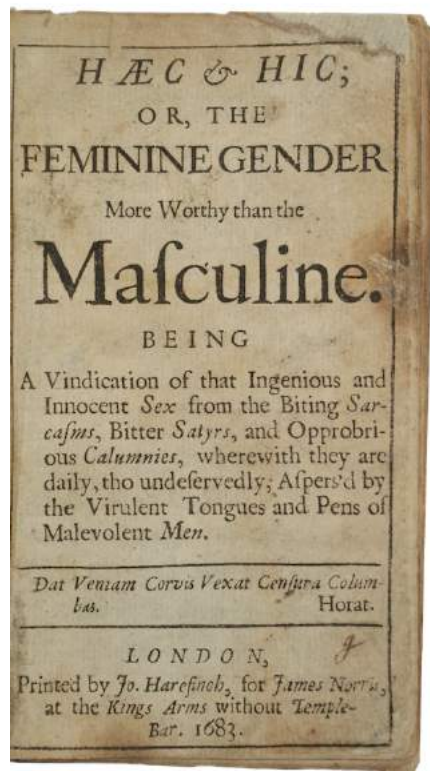 HÆC & HIC;
OR, THE
FEMININE GENDER
More Worthy than the
Maſculine.
BEING
A Vindication of that Ingenious and
Innocent Sex from the Biting Sar-
caſms, Bitter Satyrs, and Opprobri-
ous Calumnies, wherewith they are
daily, tho undeſervedly, Aſpers'd by
the Virulent Tongues and Pens of
Malevolent Men.
Dat Veniam Corvis Vexat Cenſura Colum-
bas. Horat.
LONDON,
Printed by Jo. Harefinch, for James Norris,
at the Kings Arms without Temple-
Bar. 1683.